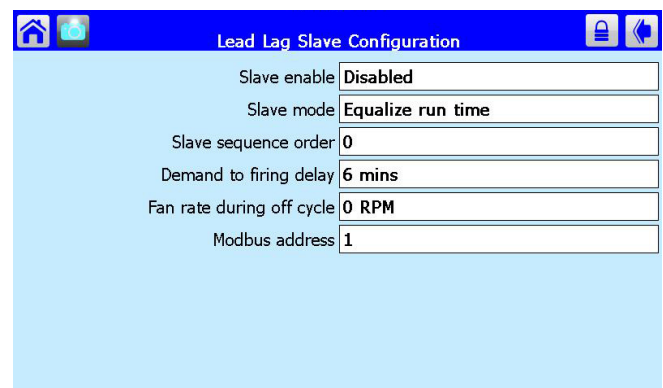 Lead Lag Slave Configuration
Slave enable Disabled
Slave mode Equalize run time
Slave sequence order 0
Demand to firing delay 6 mins
Fan rate during off cycle 0 RPM
Modbus address 1